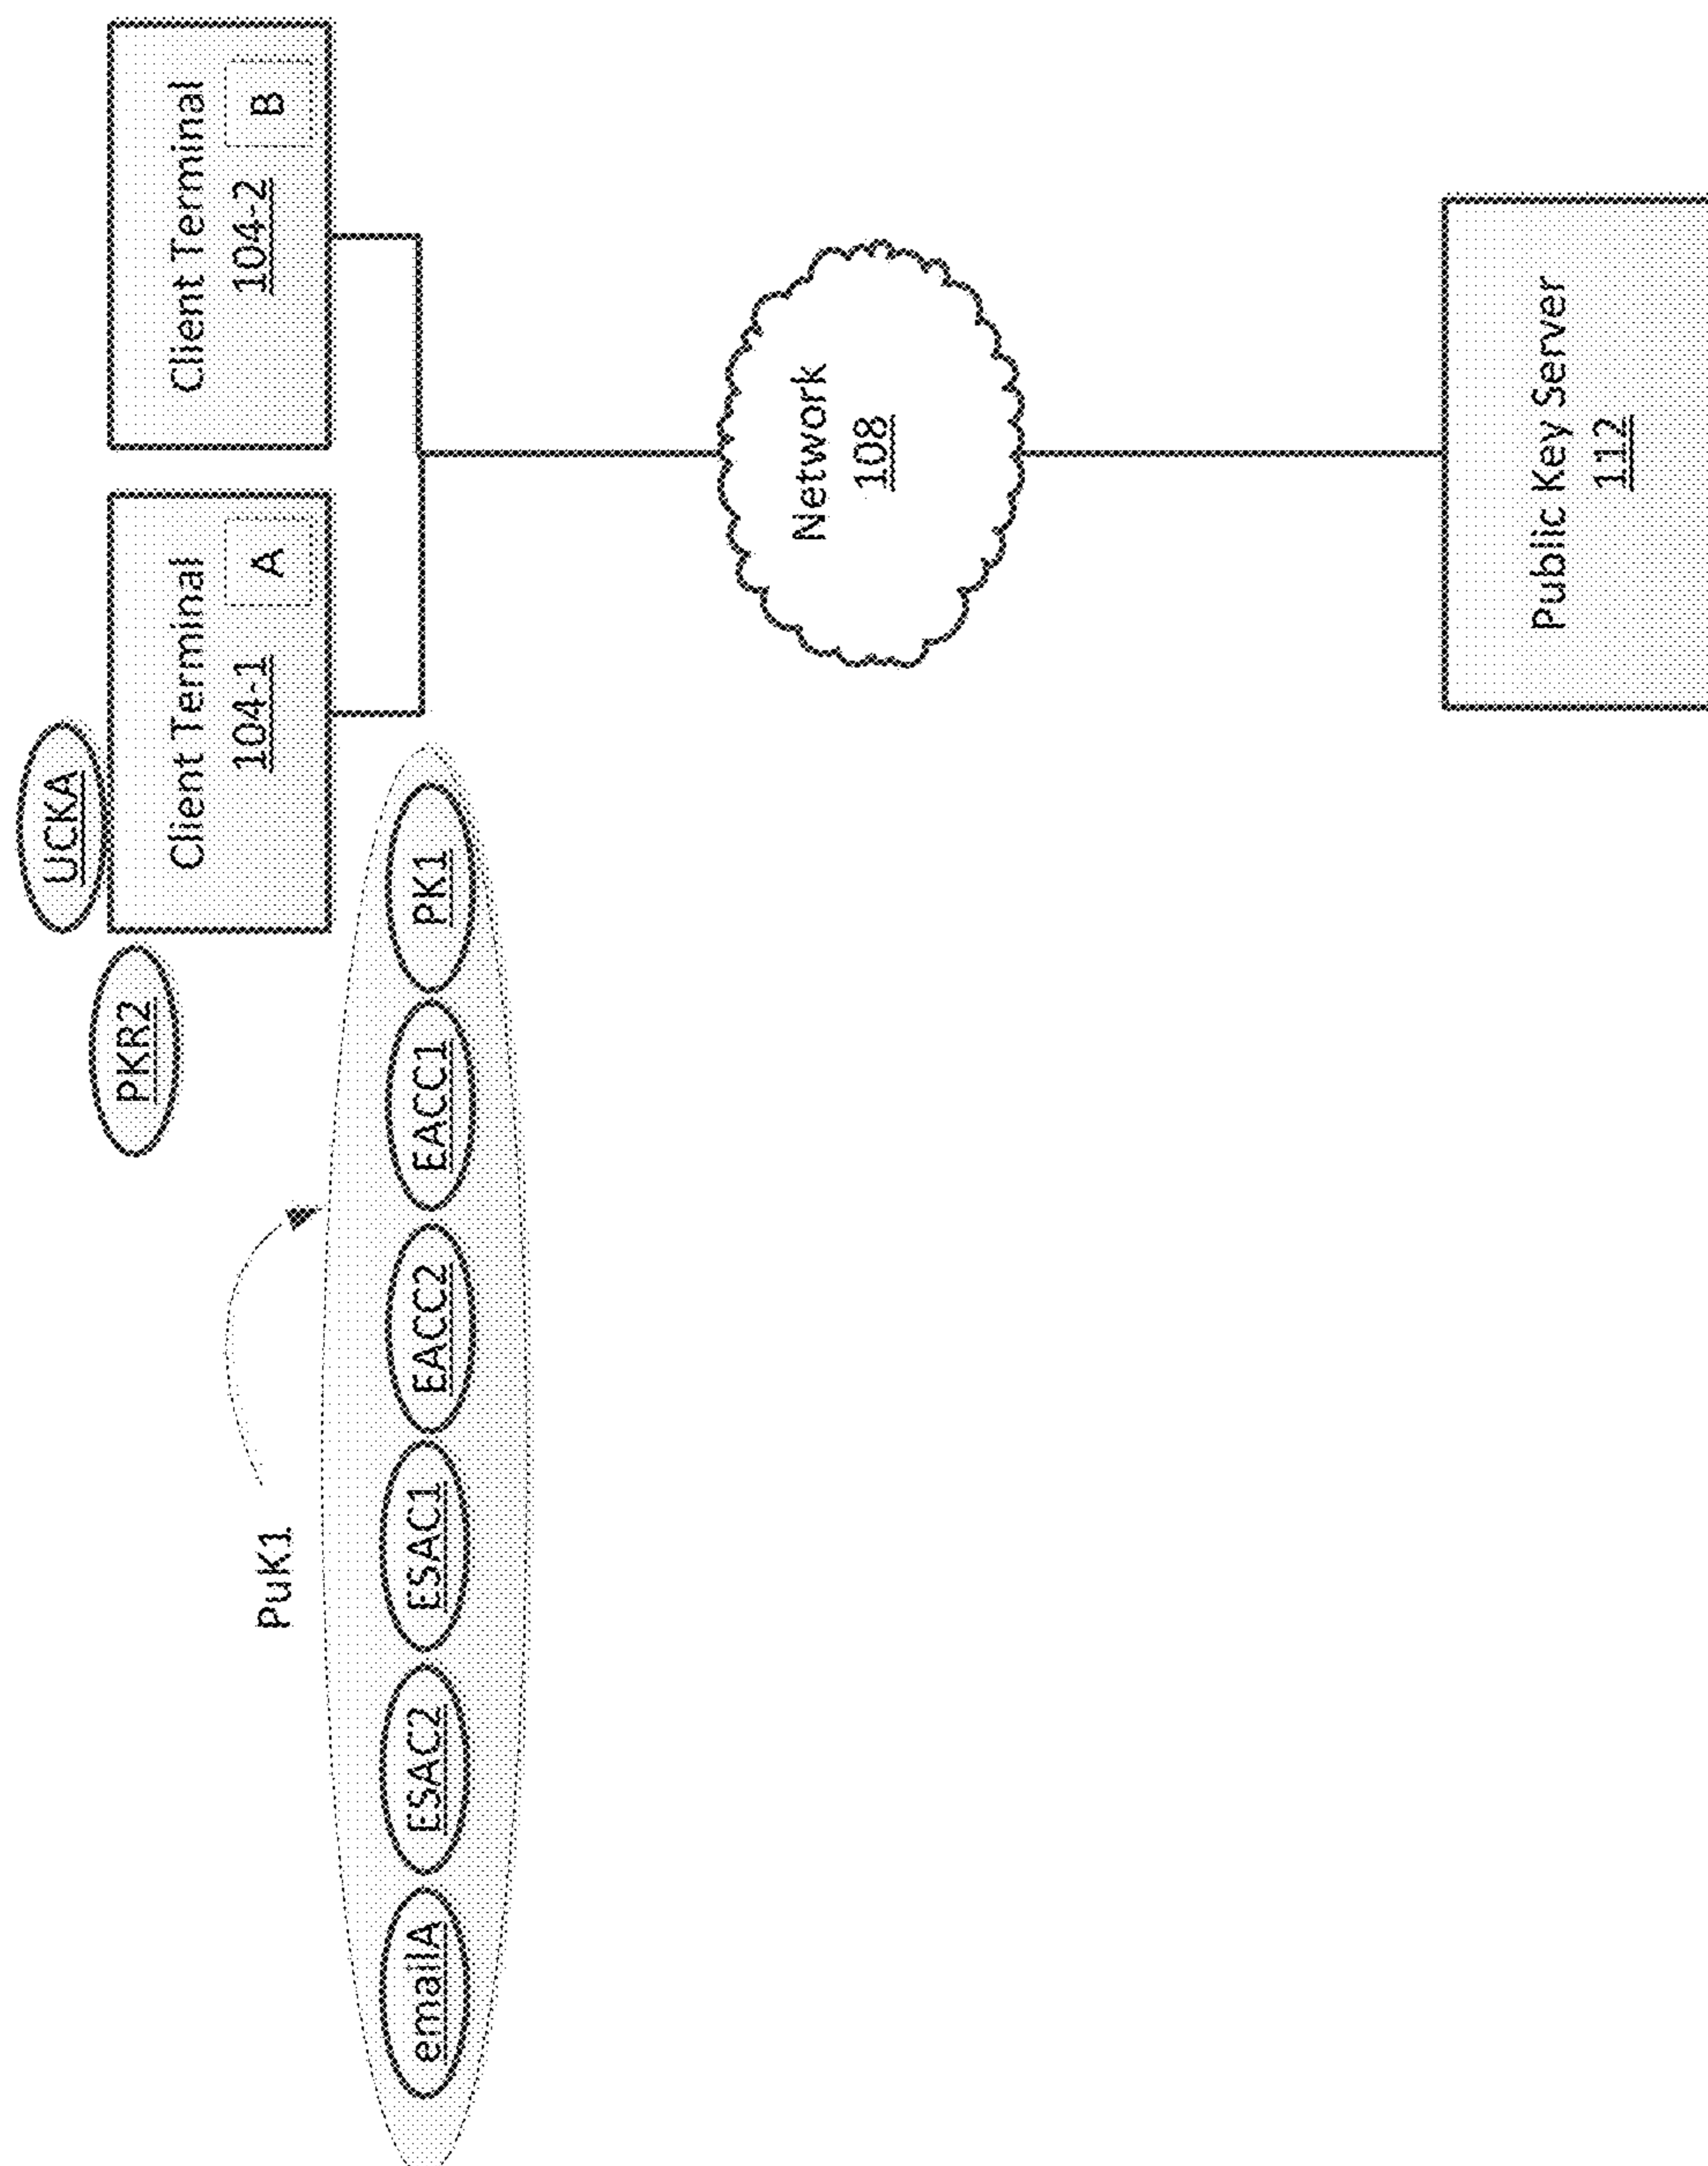 UCKA
PKR2
Client Terminal
104-1
A
Client Terminal
104-2
B
PuK1
emailA
ESAC2
ESAC1
EACC2
EACC1
PK1
Network
108
Public Key Server
112